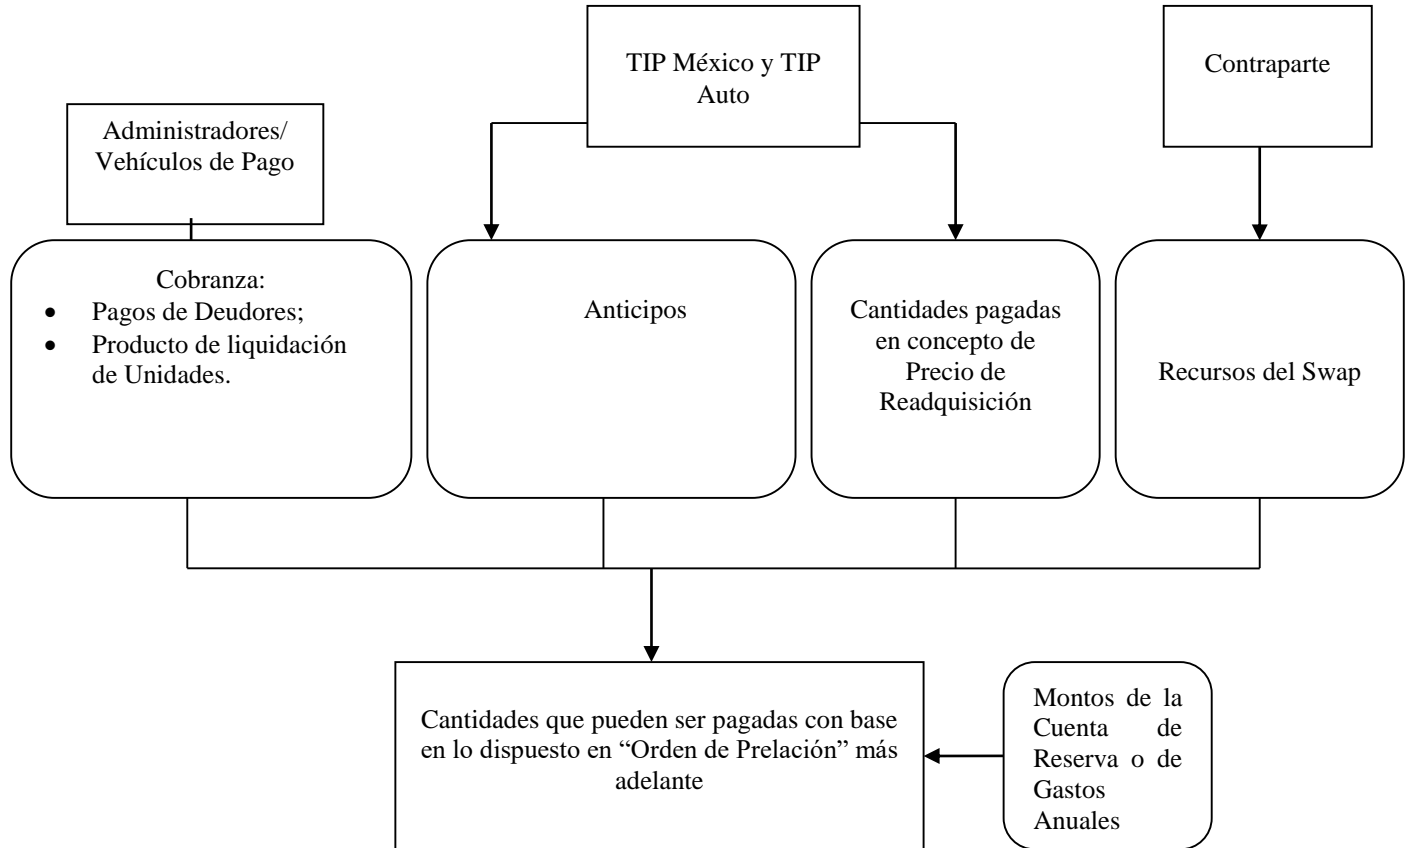 TIP México y TIP
Auto
Contraparte
Administradores/
Vehículos de Pago
Cobranza:
• Pagos de Deudores;
• Producto de liquidación
de Unidades.
Anticipos
Cantidades pagadas
en concepto de
Precio de
Readquisición
Recursos del Swap
Cantidades que pueden ser pagadas con base
en lo dispuesto en “Orden de Prelación” más
adelante
Montos de la
Cuenta de
Reserva o de
Gastos
Anuales